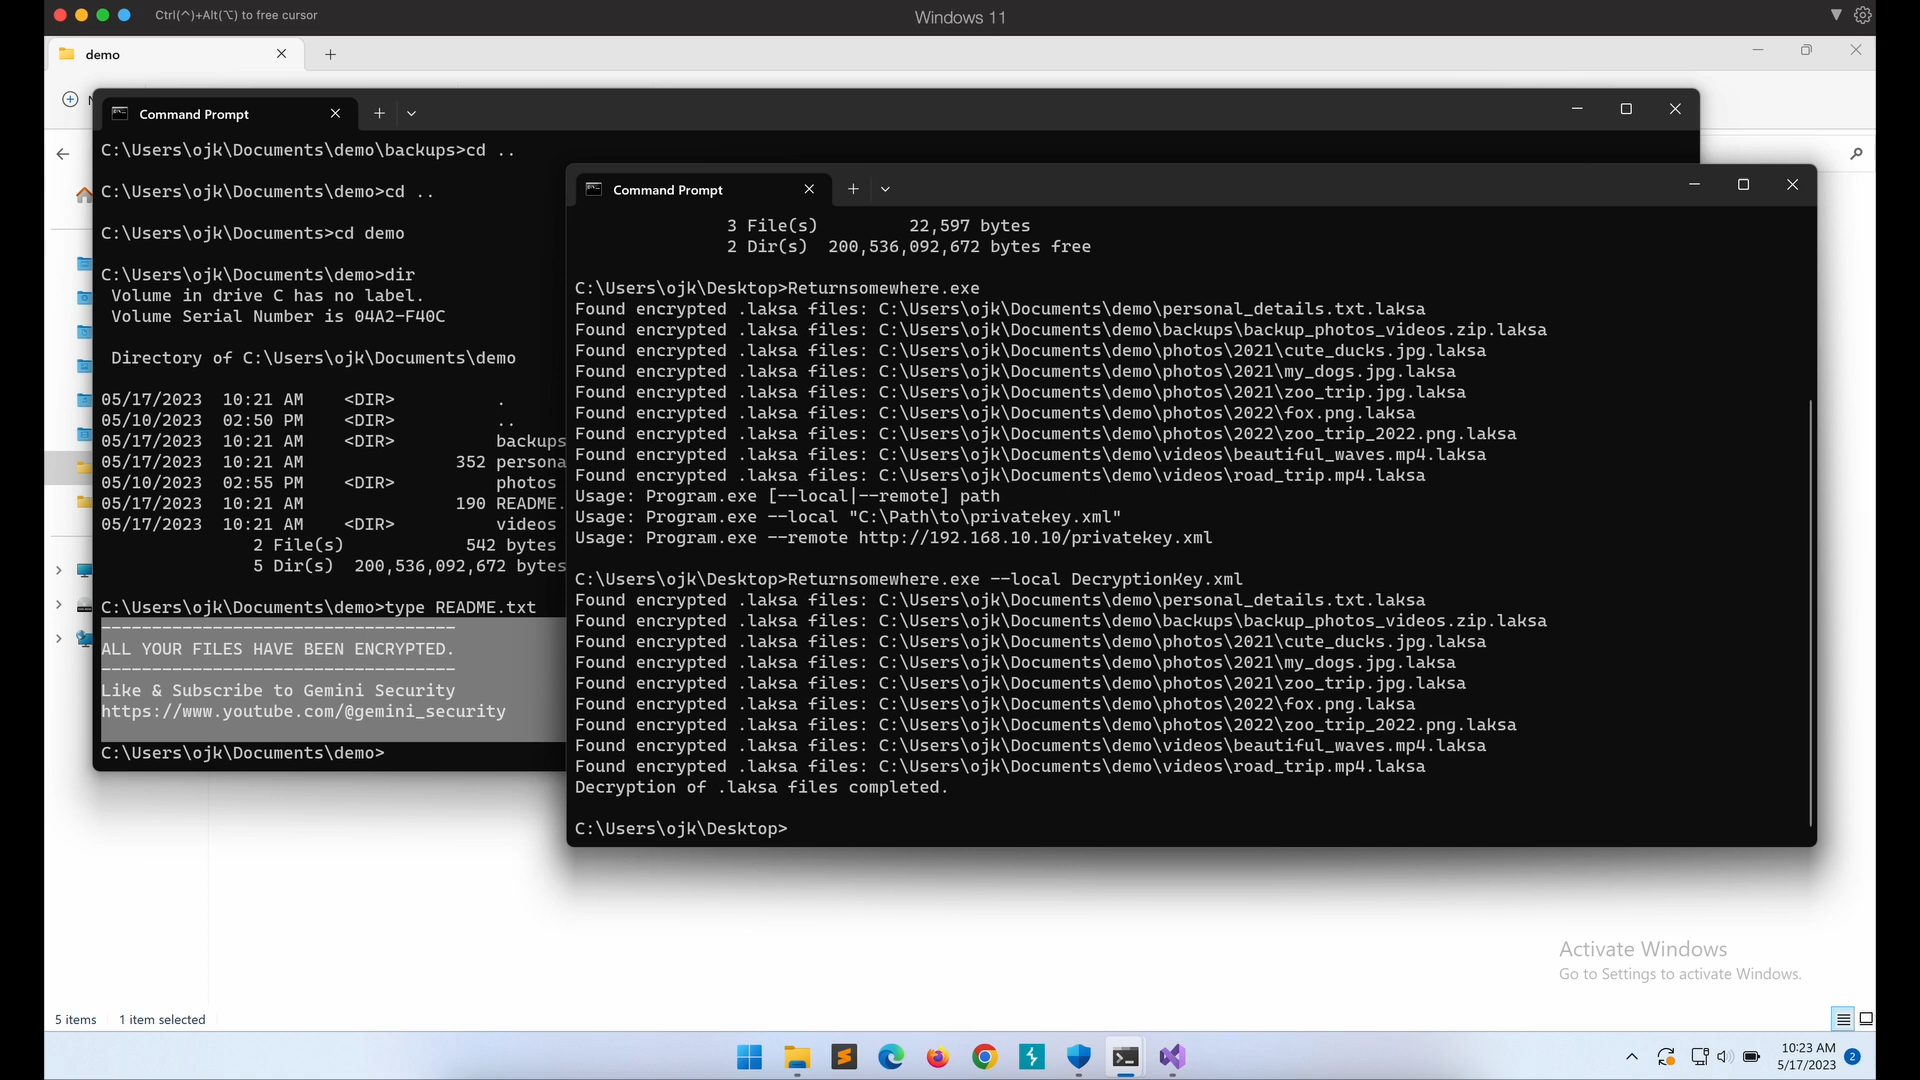 Ctrl(^)+Alt(⌥) to free cursor
Windows 11
demo
Command Prompt
C:\Users\ojk\Documents\demo\backups>cd ..
C:\Users\ojk\Documents\demo>cd ..
C:\Users\ojk\Documents>cd demo
C:\Users\ojk\Documents\demo>dir
Volume in drive C has no label.
Volume Serial Number is 04A2-F40C
Directory of C:\Users\ojk\Documents\demo
05/17/2023  10:21 AM    <DIR>          .
05/10/2023  02:50 PM    <DIR>          ..
05/17/2023  10:21 AM    <DIR>          backups
05/17/2023  10:21 AM               352 persona
05/10/2023  02:55 PM    <DIR>          photos
05/17/2023  10:21 AM               190 README.
05/17/2023  10:21 AM    <DIR>          videos
2 File(s)            542 bytes
5 Dir(s)  200,536,092,672 bytes
C:\Users\ojk\Documents\demo>type README.txt
-----------------------------------
ALL YOUR FILES HAVE BEEN ENCRYPTED.
-----------------------------------
Like & Subscribe to Gemini Security
https://www.youtube.com/@gemini_security
C:\Users\ojk\Documents\demo>
Command Prompt
3 File(s)         22,597 bytes
2 Dir(s)  200,536,092,672 bytes free
C:\Users\ojk\Desktop>Returnsomewhere.exe
Found encrypted .laksa files: C:\Users\ojk\Documents\demo\personal_details.txt.laksa
Found encrypted .laksa files: C:\Users\ojk\Documents\demo\backups\backup_photos_videos.zip.laksa
Found encrypted .laksa files: C:\Users\ojk\Documents\demo\photos\2021\cute_ducks.jpg.laksa
Found encrypted .laksa files: C:\Users\ojk\Documents\demo\photos\2021\my_dogs.jpg.laksa
Found encrypted .laksa files: C:\Users\ojk\Documents\demo\photos\2021\zoo_trip.jpg.laksa
Found encrypted .laksa files: C:\Users\ojk\Documents\demo\photos\2022\fox.png.laksa
Found encrypted .laksa files: C:\Users\ojk\Documents\demo\photos\2022\zoo_trip_2022.png.laksa
Found encrypted .laksa files: C:\Users\ojk\Documents\demo\videos\beautiful_waves.mp4.laksa
Found encrypted .laksa files: C:\Users\ojk\Documents\demo\videos\road_trip.mp4.laksa
Usage: Program.exe [--local|--remote] path
Usage: Program.exe --local "C:\Path\to\privatekey.xml"
Usage: Program.exe --remote http://192.168.10.10/privatekey.xml
C:\Users\ojk\Desktop>Returnsomewhere.exe --local DecryptionKey.xml
Found encrypted .laksa files: C:\Users\ojk\Documents\demo\personal_details.txt.laksa
Found encrypted .laksa files: C:\Users\ojk\Documents\demo\backups\backup_photos_videos.zip.laksa
Found encrypted .laksa files: C:\Users\ojk\Documents\demo\photos\2021\cute_ducks.jpg.laksa
Found encrypted .laksa files: C:\Users\ojk\Documents\demo\photos\2021\my_dogs.jpg.laksa
Found encrypted .laksa files: C:\Users\ojk\Documents\demo\photos\2021\zoo_trip.jpg.laksa
Found encrypted .laksa files: C:\Users\ojk\Documents\demo\photos\2022\fox.png.laksa
Found encrypted .laksa files: C:\Users\ojk\Documents\demo\photos\2022\zoo_trip_2022.png.laksa
Found encrypted .laksa files: C:\Users\ojk\Documents\demo\videos\beautiful_waves.mp4.laksa
Found encrypted .laksa files: C:\Users\ojk\Documents\demo\videos\road_trip.mp4.laksa
Decryption of .laksa files completed.
C:\Users\ojk\Desktop>
Activate Windows
Go to Settings to activate Windows.
5 items
1 item selected
10:23 AM
5/17/2023
2